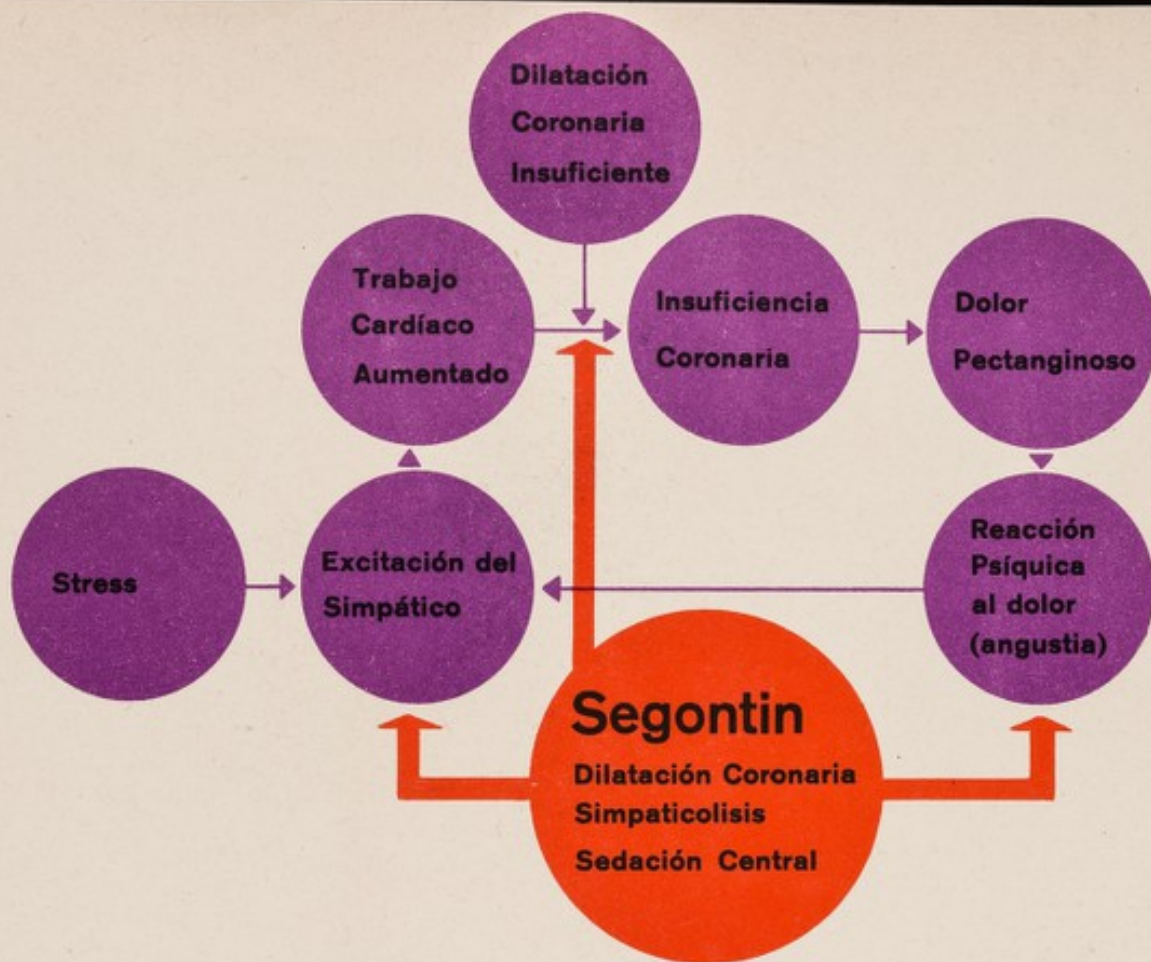 Dilatación
Coronaria
Insuficiente
Trabajo
Cardíaco
Aumentado
Insuficiencia
Coronaria
Dolor
Pectanginoso
Stress
Excitación del
Simpático
Reacción
Psíquica
al dolor
(angustia)
Segontin
Dilatación Coronaria
Simpaticolisis
Sedación Central